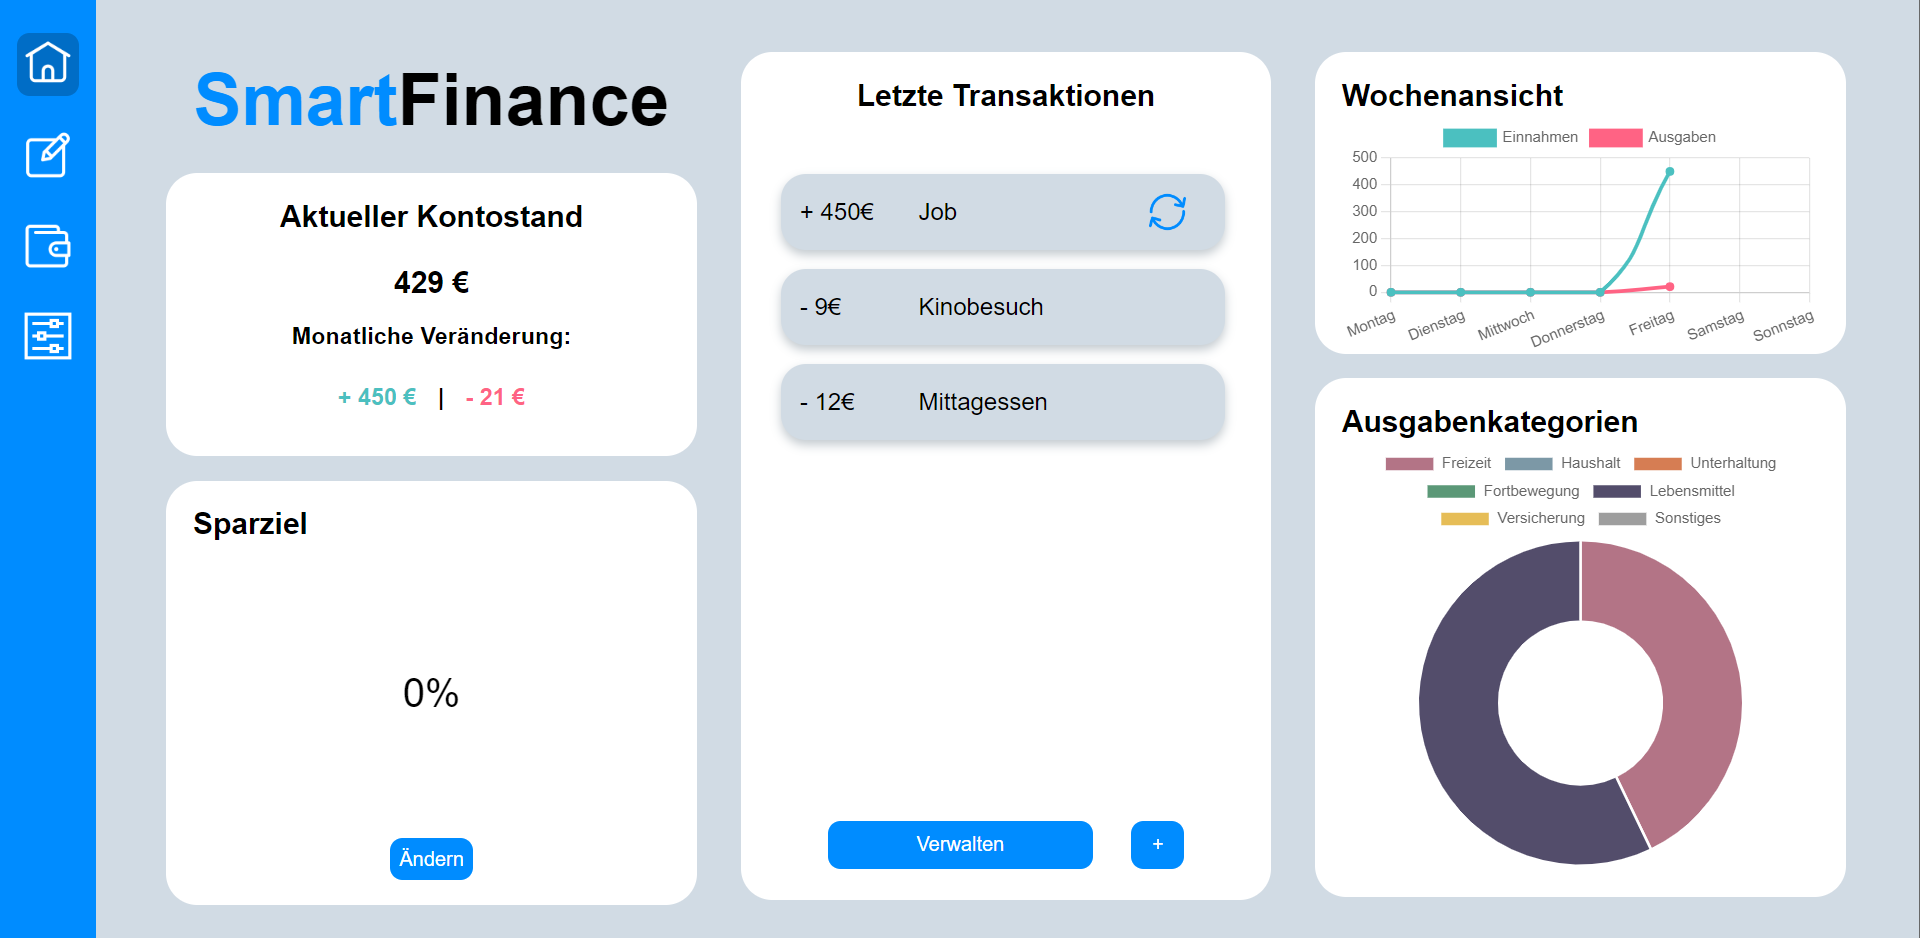 SmartFinance
Aktueller Kontostand
429 €
Monatliche Veränderung:
+ 450 € | - 21 €
Sparziel
0%
Ändern
Letzte Transaktionen
+ 450€ Job
- 9€ Kinobesuch
- 12€ Mittagessen
Verwalten +
Wochenansicht
Einnahmen Ausgaben
500
400
300
200
100
0
Montag Dienstag Mittwoch Donnerstag Freitag Samstag Sonnstag
Ausgabenkategorien
Freizeit Haushalt Unterhaltung
Fortbewegung Lebensmittel
Versicherung Sonstiges